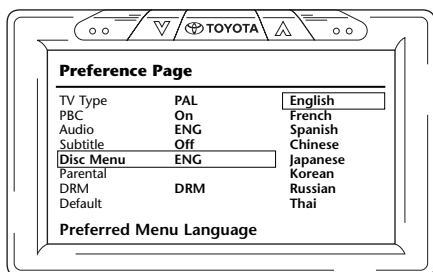 TOYOTA
Preference Page
TV Type PAL English
PBC On French
Audio ENG Spanish
Subtitle Off Chinese
Disc Menu ENG Japanese
Parental Korean
DRM DRM Russian
Default Thai
Preferred Menu Language